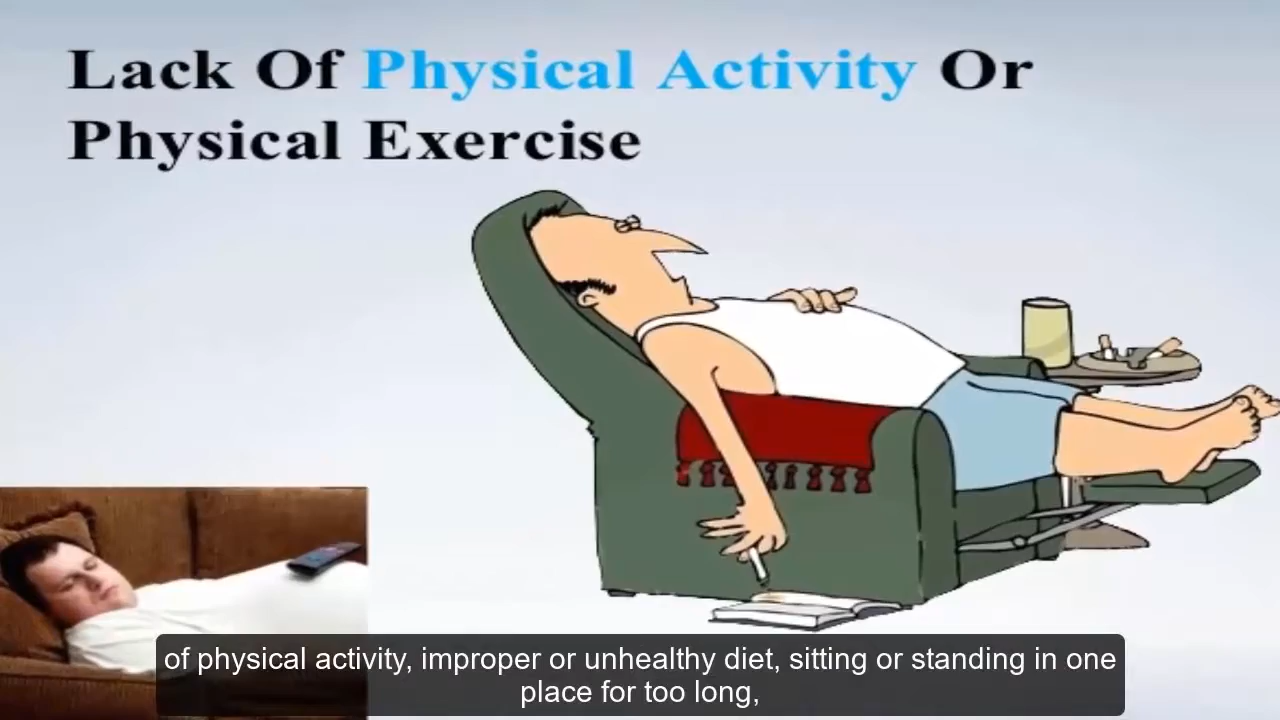 Lack Of Physical Activity Or
Physical Exercise
of physical activity, improper or unhealthy diet, sitting or standing in one
place for too long,